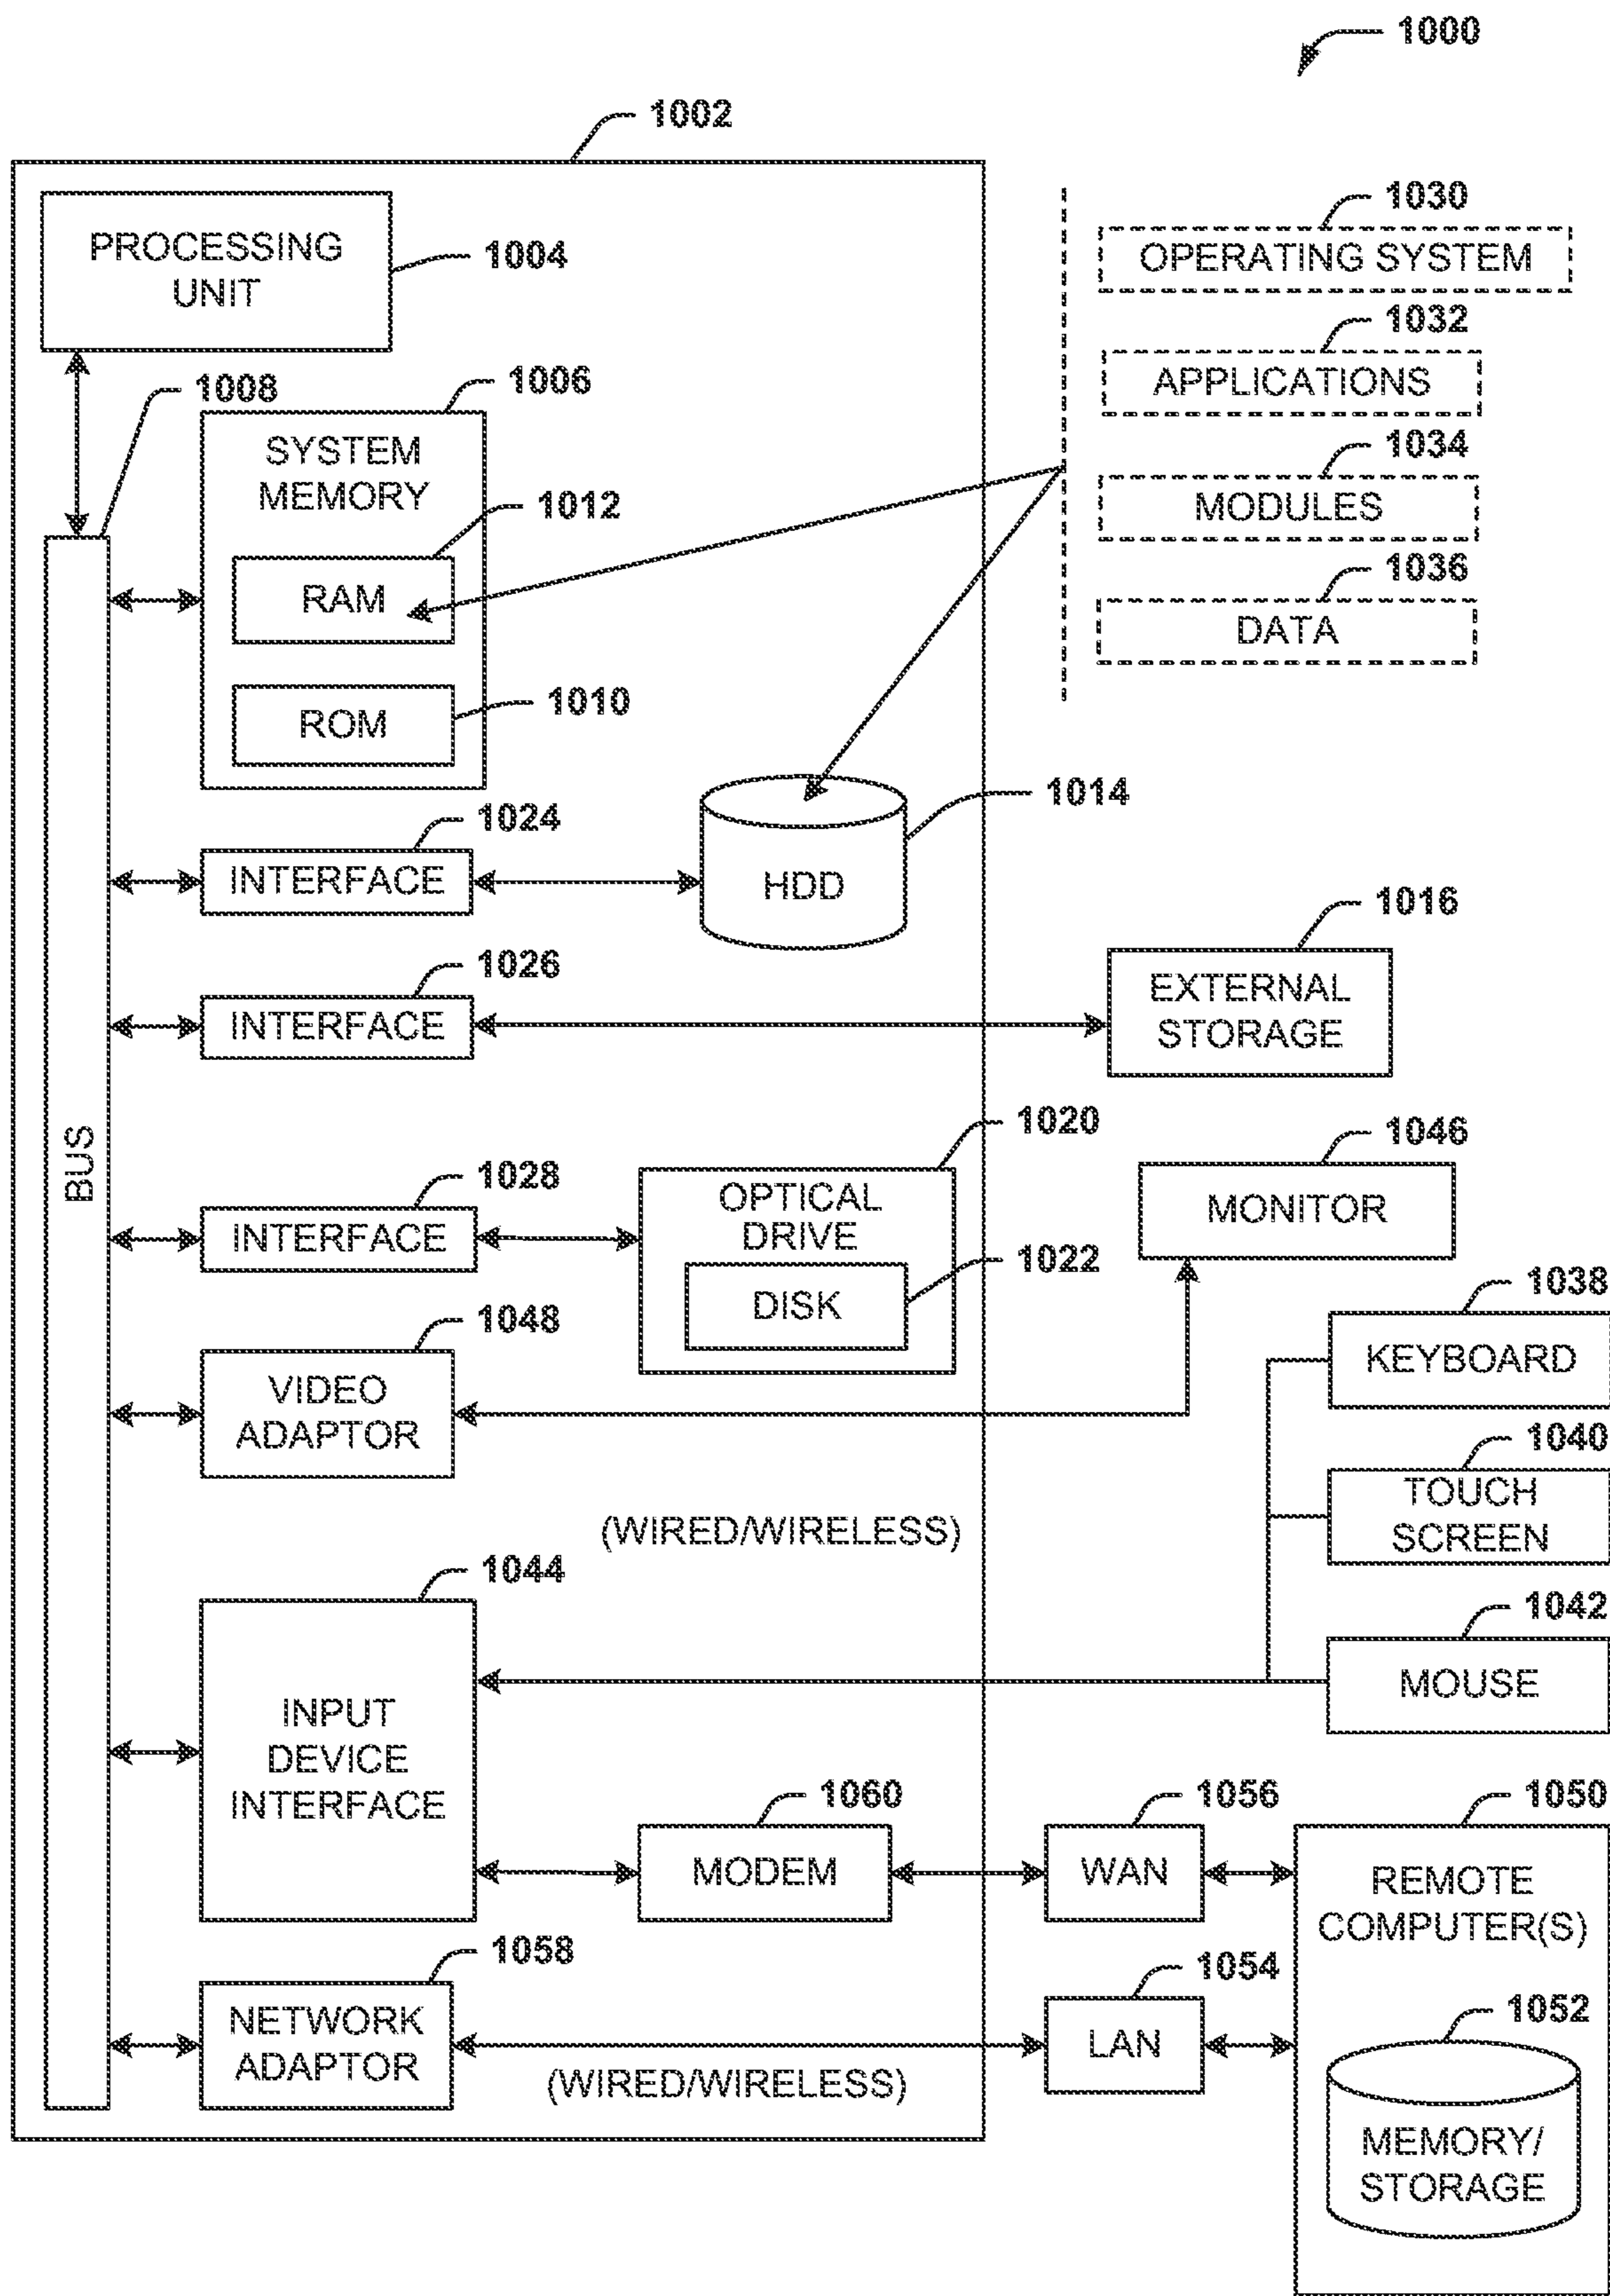 1000
1002
PROCESSING
UNIT
1004
1030
OPERATING SYSTEM
1032
APPLICATIONS
1034
MODULES
1036
DATA
1008
1006
SYSTEM
MEMORY
1012
RAM
1010
ROM
1024
INTERFACE
1014
HDD
1026
INTERFACE
1016
EXTERNAL
STORAGE
BUS
1028
INTERFACE
1020
OPTICAL
DRIVE
1022
DISK
1046
MONITOR
1048
VIDEO
ADAPTOR
1038
KEYBOARD
1040
TOUCH
SCREEN
(WIRED/WIRELESS)
1042
MOUSE
1044
INPUT
DEVICE
INTERFACE
1060
MODEM
1056
WAN
1050
REMOTE
COMPUTER(S)
1058
NETWORK
ADAPTOR
(WIRED/WIRELESS)
1054
LAN
1052
MEMORY/
STORAGE